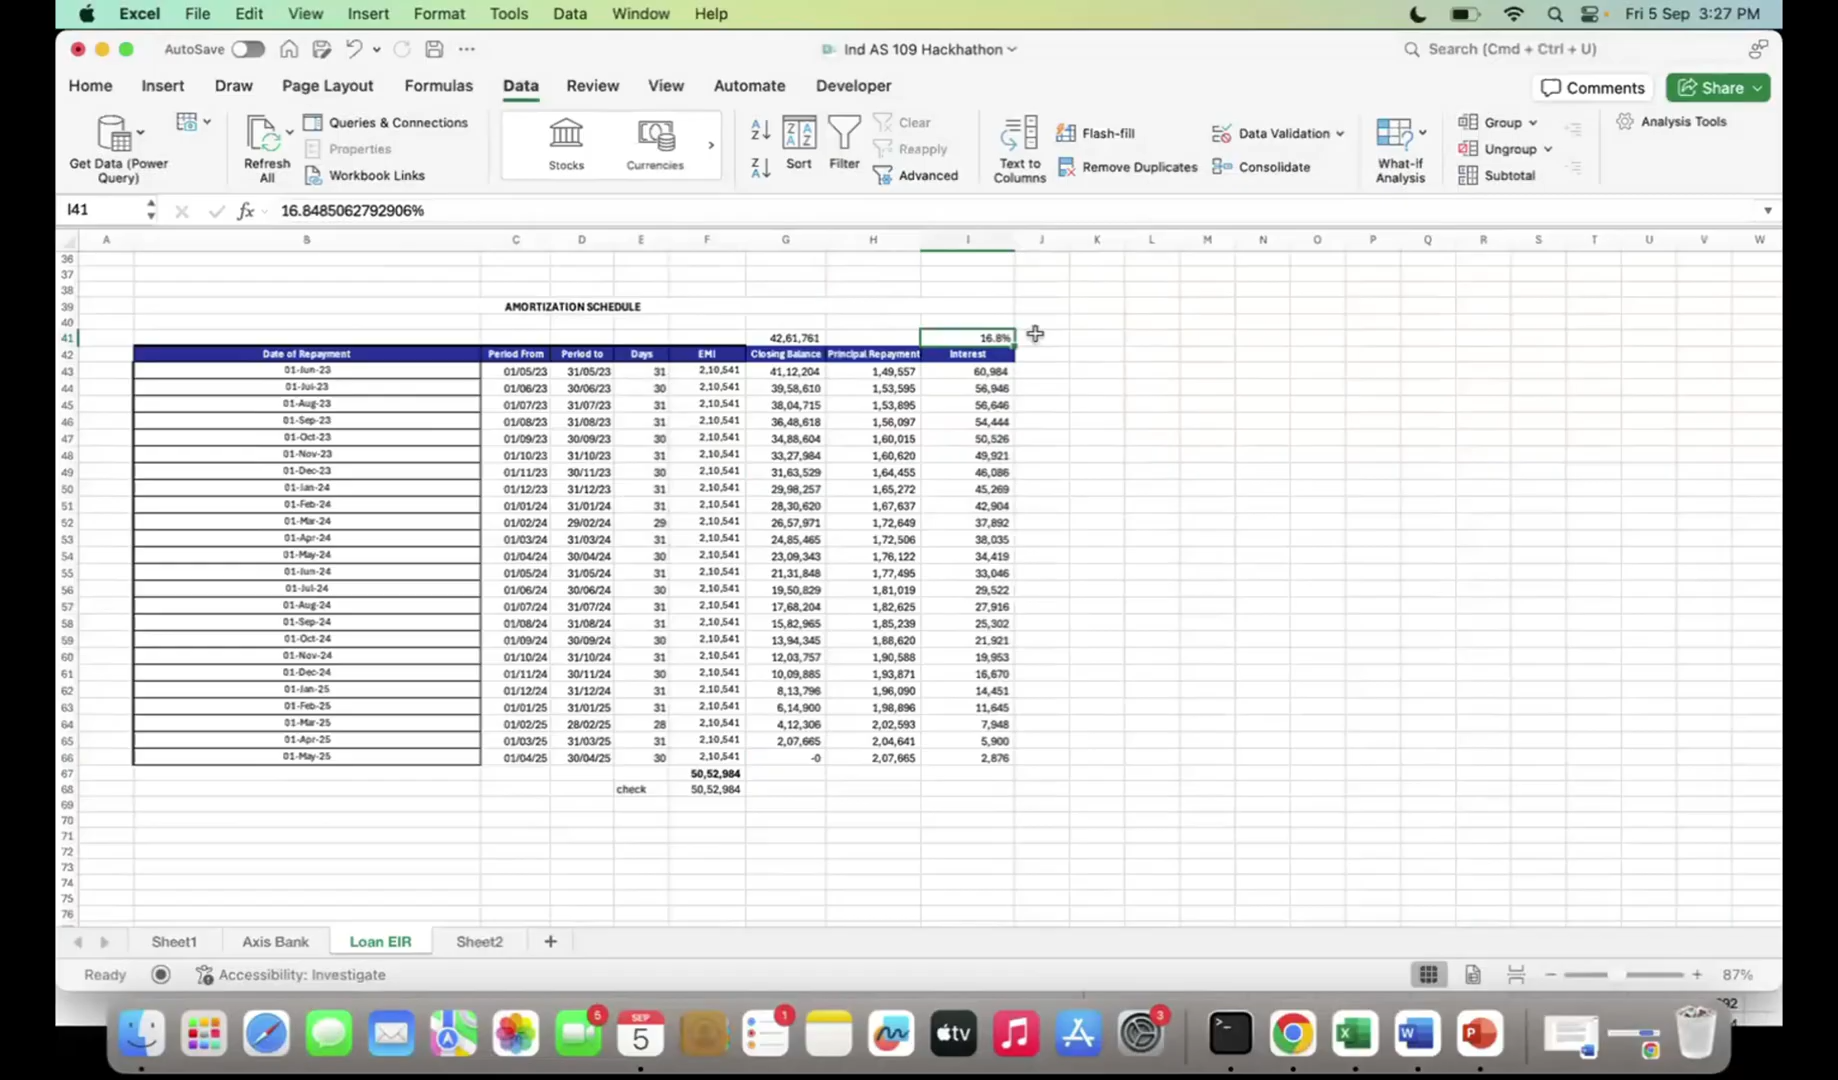 Excel File Edit View Insert Format Tools Data Window Help Fri 5 Sep 3:27 PM
AutoSave Ind AS 109 Hackhathon Search (Cmd + Ctrl + U)
Home Insert Draw Page Layout Formulas Data Review View Automate Developer Comments Share
Get Data (Power Query) Refresh All Queries & Connections Properties Workbook Links Stocks Currencies Sort Filter Clear Reapply Advanced Text to Columns Flash-fill Remove Duplicates Data Validation Consolidate What-if Analysis Group Ungroup Subtotal Analysis Tools
I41 fx 16.8485062792906%
A B C D E F G H I J K L M N O P Q R S T U V W
36
37
38
39 AMORTIZATION SCHEDULE
40
41 42,61,761 16.8%
42 Date of Repayment Period From Period to Days EMI Closing Balance Principal Repayment Interest
43 01-Jun-23 01/05/23 31/05/23 31 2,10,541 41,12,204 1,49,557 60,984
44 01-Jul-23 01/06/23 30/06/23 30 2,10,541 39,58,610 1,53,595 56,946
45 01-Aug-23 01/07/23 31/07/23 31 2,10,541 38,04,715 1,53,895 56,646
46 01-Sep-23 01/08/23 31/08/23 31 2,10,541 36,48,618 1,56,097 54,444
47 01-Oct-23 01/09/23 30/09/23 30 2,10,541 34,88,604 1,60,015 50,526
48 01-Nov-23 01/10/23 31/10/23 31 2,10,541 33,27,984 1,60,620 49,921
49 01-Dec-23 01/11/23 30/11/23 30 2,10,541 31,63,529 1,64,455 46,086
50 01-Jan-24 01/12/23 31/12/23 31 2,10,541 29,98,257 1,65,272 45,269
51 01-Feb-24 01/01/24 31/01/24 31 2,10,541 28,30,620 1,67,637 42,904
52 01-Mar-24 01/02/24 29/02/24 29 2,10,541 26,57,971 1,72,649 37,892
53 01-Apr-24 01/03/24 31/03/24 31 2,10,541 24,85,465 1,72,506 38,035
54 01-May-24 01/04/24 30/04/24 30 2,10,541 23,09,343 1,76,122 34,419
55 01-Jun-24 01/05/24 31/05/24 31 2,10,541 21,31,848 1,77,495 33,046
56 01-Jul-24 01/06/24 30/06/24 30 2,10,541 19,50,829 1,81,019 29,522
57 01-Aug-24 01/07/24 31/07/24 31 2,10,541 17,68,204 1,82,625 27,916
58 01-Sep-24 01/08/24 31/08/24 31 2,10,541 15,82,965 1,85,239 25,302
59 01-Oct-24 01/09/24 30/09/24 30 2,10,541 13,94,345 1,88,620 21,921
60 01-Nov-24 01/10/24 31/10/24 31 2,10,541 12,03,757 1,90,588 19,953
61 01-Dec-24 01/11/24 30/11/24 30 2,10,541 10,09,885 1,93,871 16,670
62 01-Jan-25 01/12/24 31/12/24 31 2,10,541 8,13,796 1,96,090 14,451
63 01-Feb-25 01/01/25 31/01/25 31 2,10,541 6,14,900 1,98,896 11,645
64 01-Mar-25 01/02/25 28/02/25 28 2,10,541 4,12,306 2,02,593 7,948
65 01-Apr-25 01/03/25 31/03/25 31 2,10,541 2,07,665 2,04,641 5,900
66 01-May-25 01/04/25 30/04/25 30 2,10,541 -0 2,07,665 2,876
67 50,52,984
68 check 50,52,984
69
70
71
72
73
74
75
76
Sheet1 Axis Bank Loan EIR Sheet2
Ready Accessibility: Investigate 87%
5 SEP 5 1 tv 3